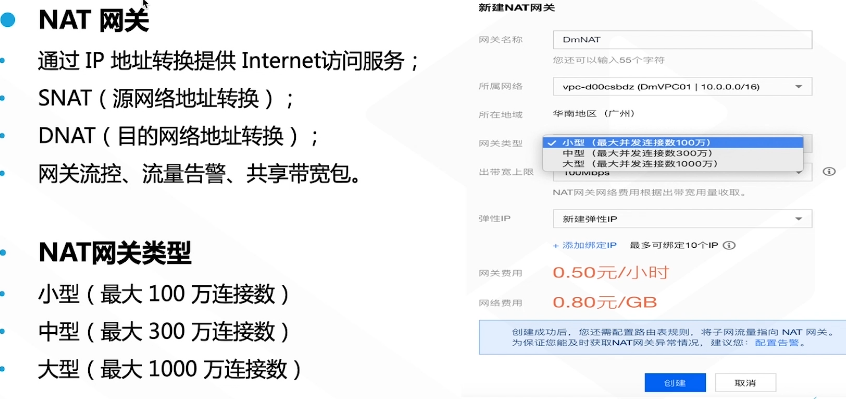 NAT 网关
通过 IP 地址转换提供 Internet访问服务；
SNAT（源网络地址转换）；
DNAT（目的网络地址转换）；
网关流控、流量告警、共享带宽包。
NAT网关类型
小型（最大 100 万连接数）
中型（最大 300 万连接数）
大型（最大 1000 万连接数）
新建NAT网关
网关名称 DmNAT
您还可以输入55个字符
所属网络 vpc-d00csbdz (DmVPC01 | 10.0.0.0/16)
所在地域 华南地区（广州）
网关类型 小型（最大并发连接数100万）
中型（最大并发连接数300万）
大型（最大并发连接数1000万）
出带宽上限 100Mbps
NAT网关网络费用根据出带宽用量收取。
弹性IP 新建弹性IP
+ 添加绑定IP 最多可绑定10个IP
网关费用 0.50元/小时
网络费用 0.80元/GB
创建成功后，您还需配置路由表规则，将子网流量指向 NAT 网关。
为保证您能及时获取NAT网关异常情况，建议您：配置告警。
创建 取消